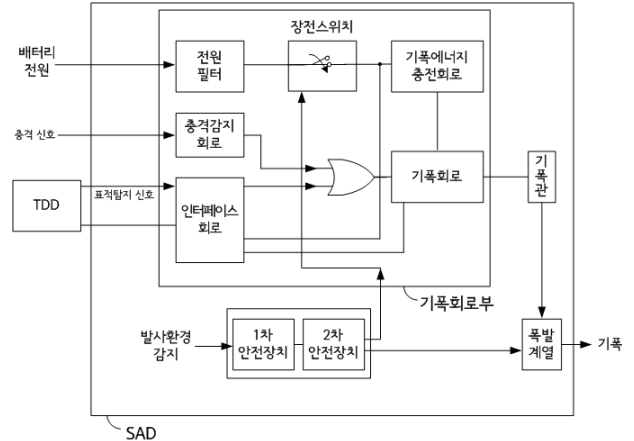 장전스위치
배터리
전원
전원
필터
기폭에너지
충전회로
충격 신호
충격감지
회로
기폭회로
기
폭
관
TDD
표적탐지 신호
인터페이스
회로
기폭회로부
발사환경
감지
1차
안전장치
2차
안전장치
폭발
계열
기폭
SAD